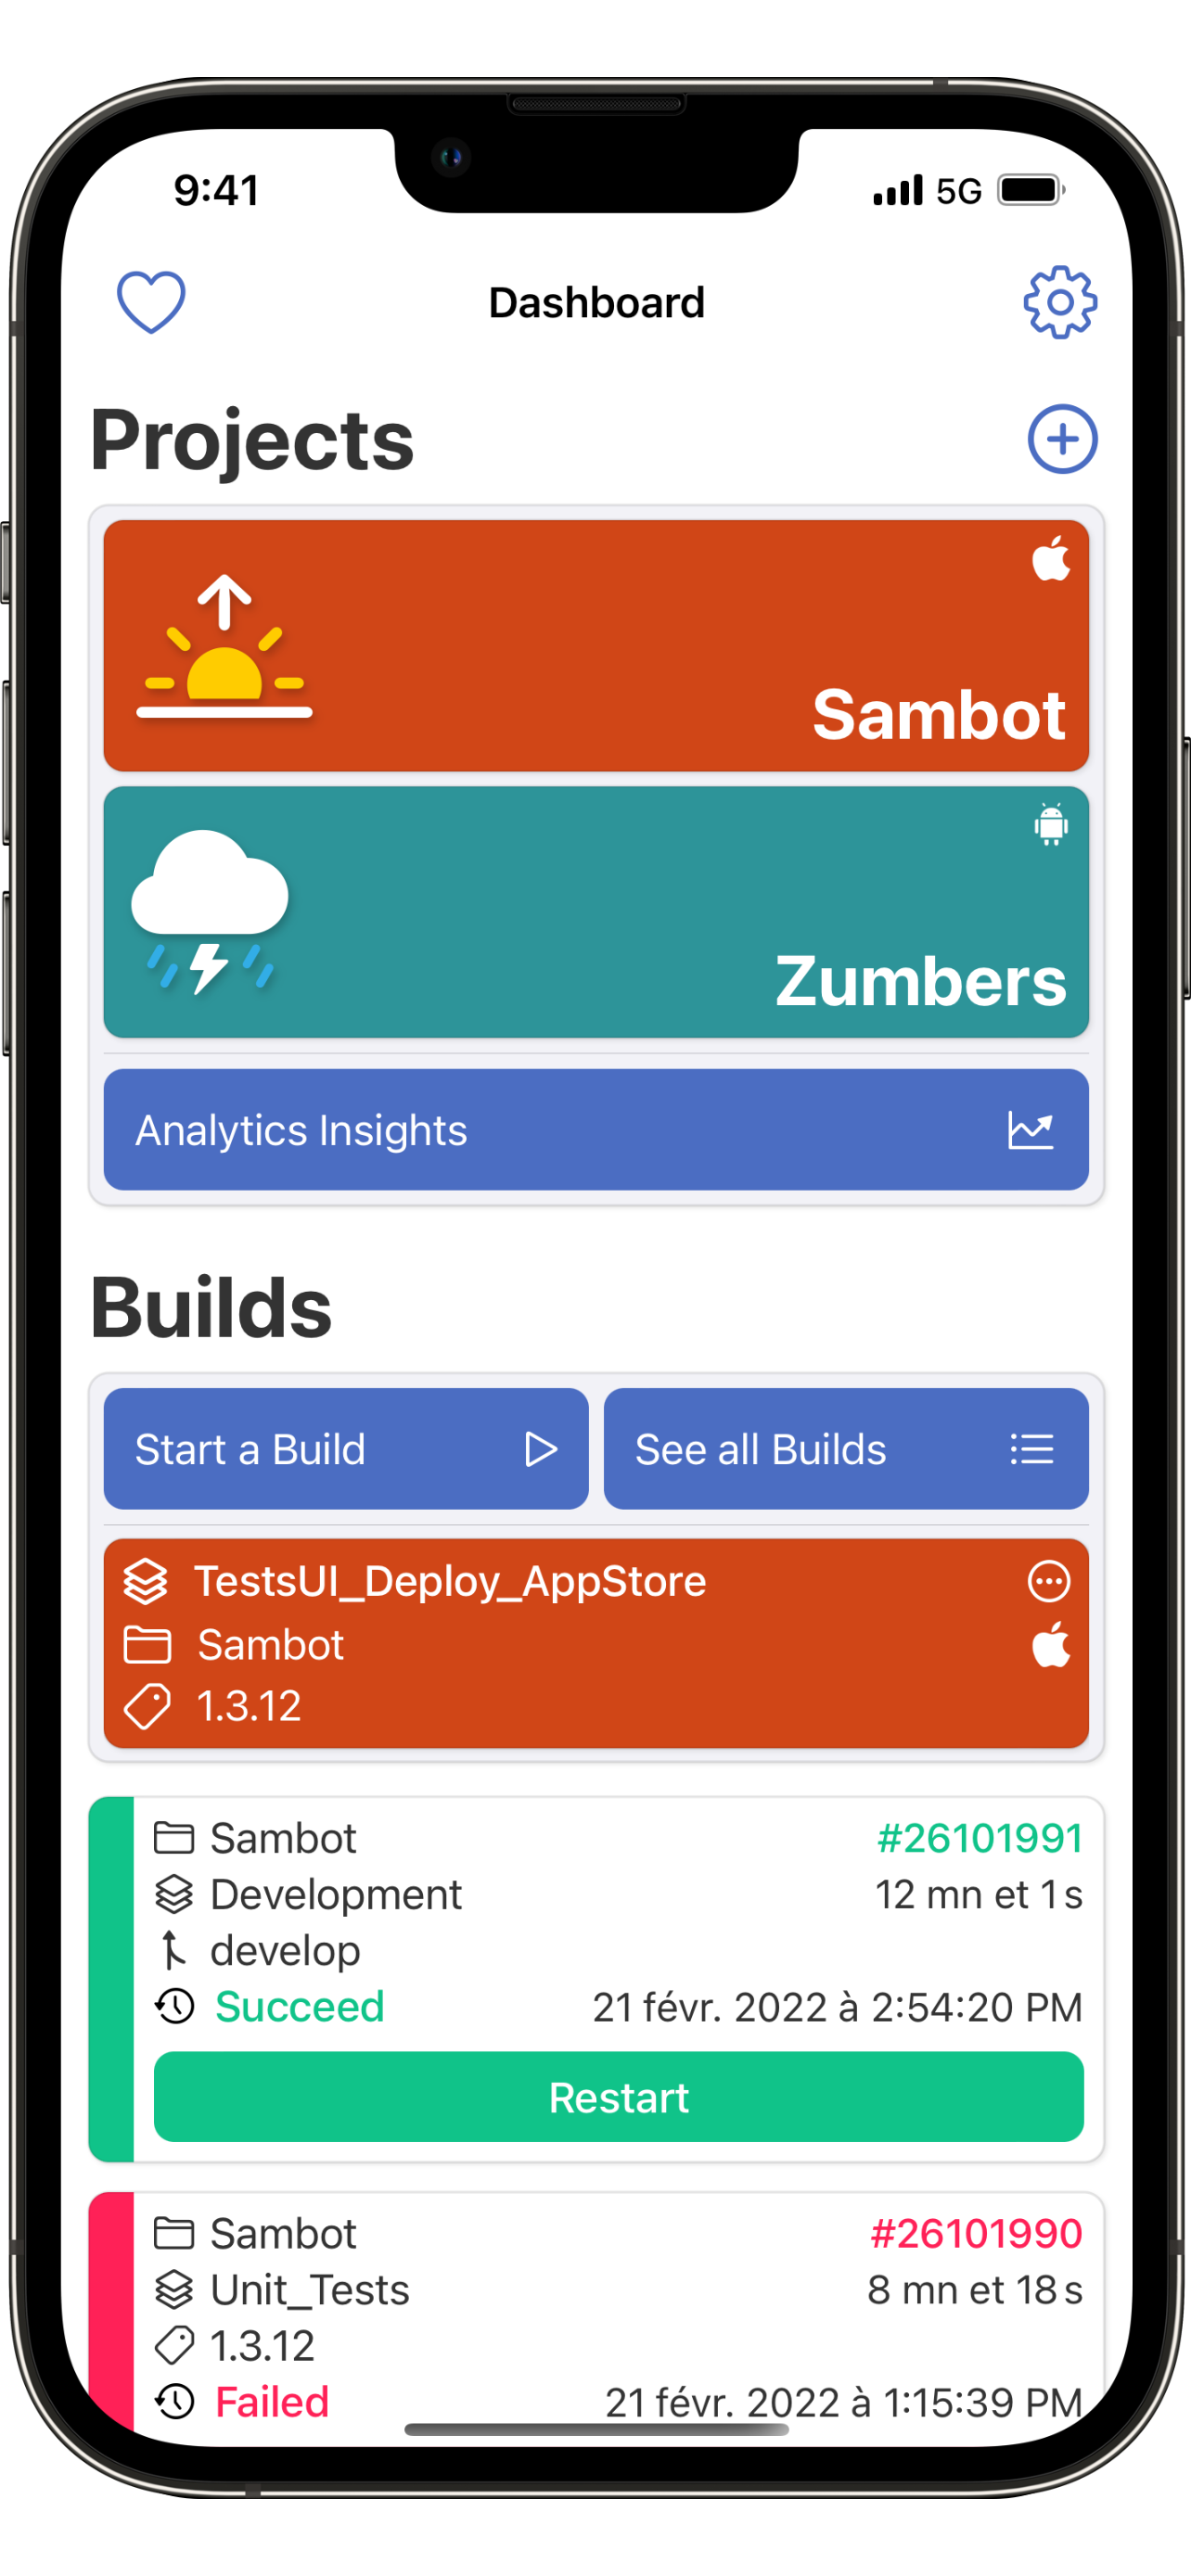 9:41
5G
Dashboard
Projects
Sambot
Zumbers
Analytics Insights
Builds
Start a Build
See all Builds
TestsUI_Deploy_AppStore
Sambot
1.3.12
Sambot
#26101991
Development
12 mn et 1 s
develop
Succeed
21 févr. 2022 à 2:54:20 PM
Restart
Sambot
#26101990
Unit_Tests
8 mn et 18 s
1.3.12
Failed
21 févr. 2022 à 1:15:39 PM